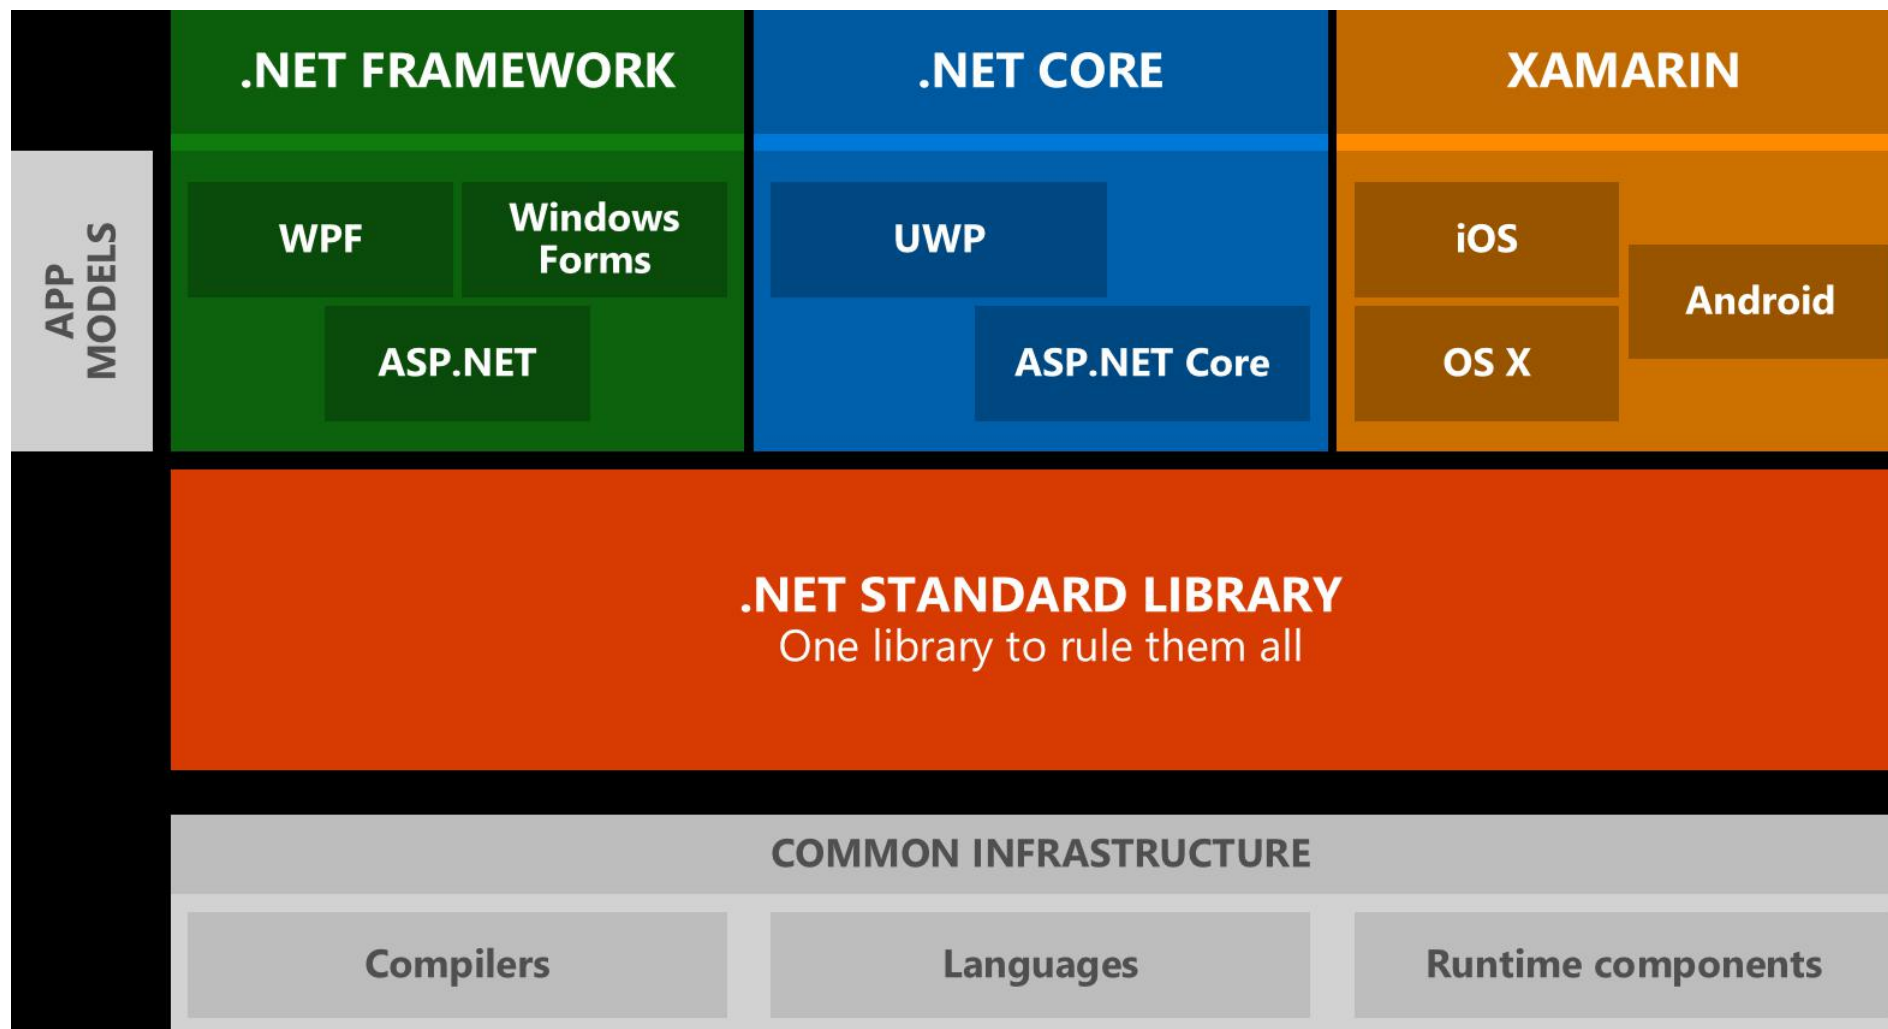 .NET FRAMEWORK
.NET CORE
XAMARIN
APP
MODELS
WPF
Windows
Forms
ASP.NET
UWP
ASP.NET Core
iOS
Android
OS X
.NET STANDARD LIBRARY
One library to rule them all
COMMON INFRASTRUCTURE
Compilers
Languages
Runtime components